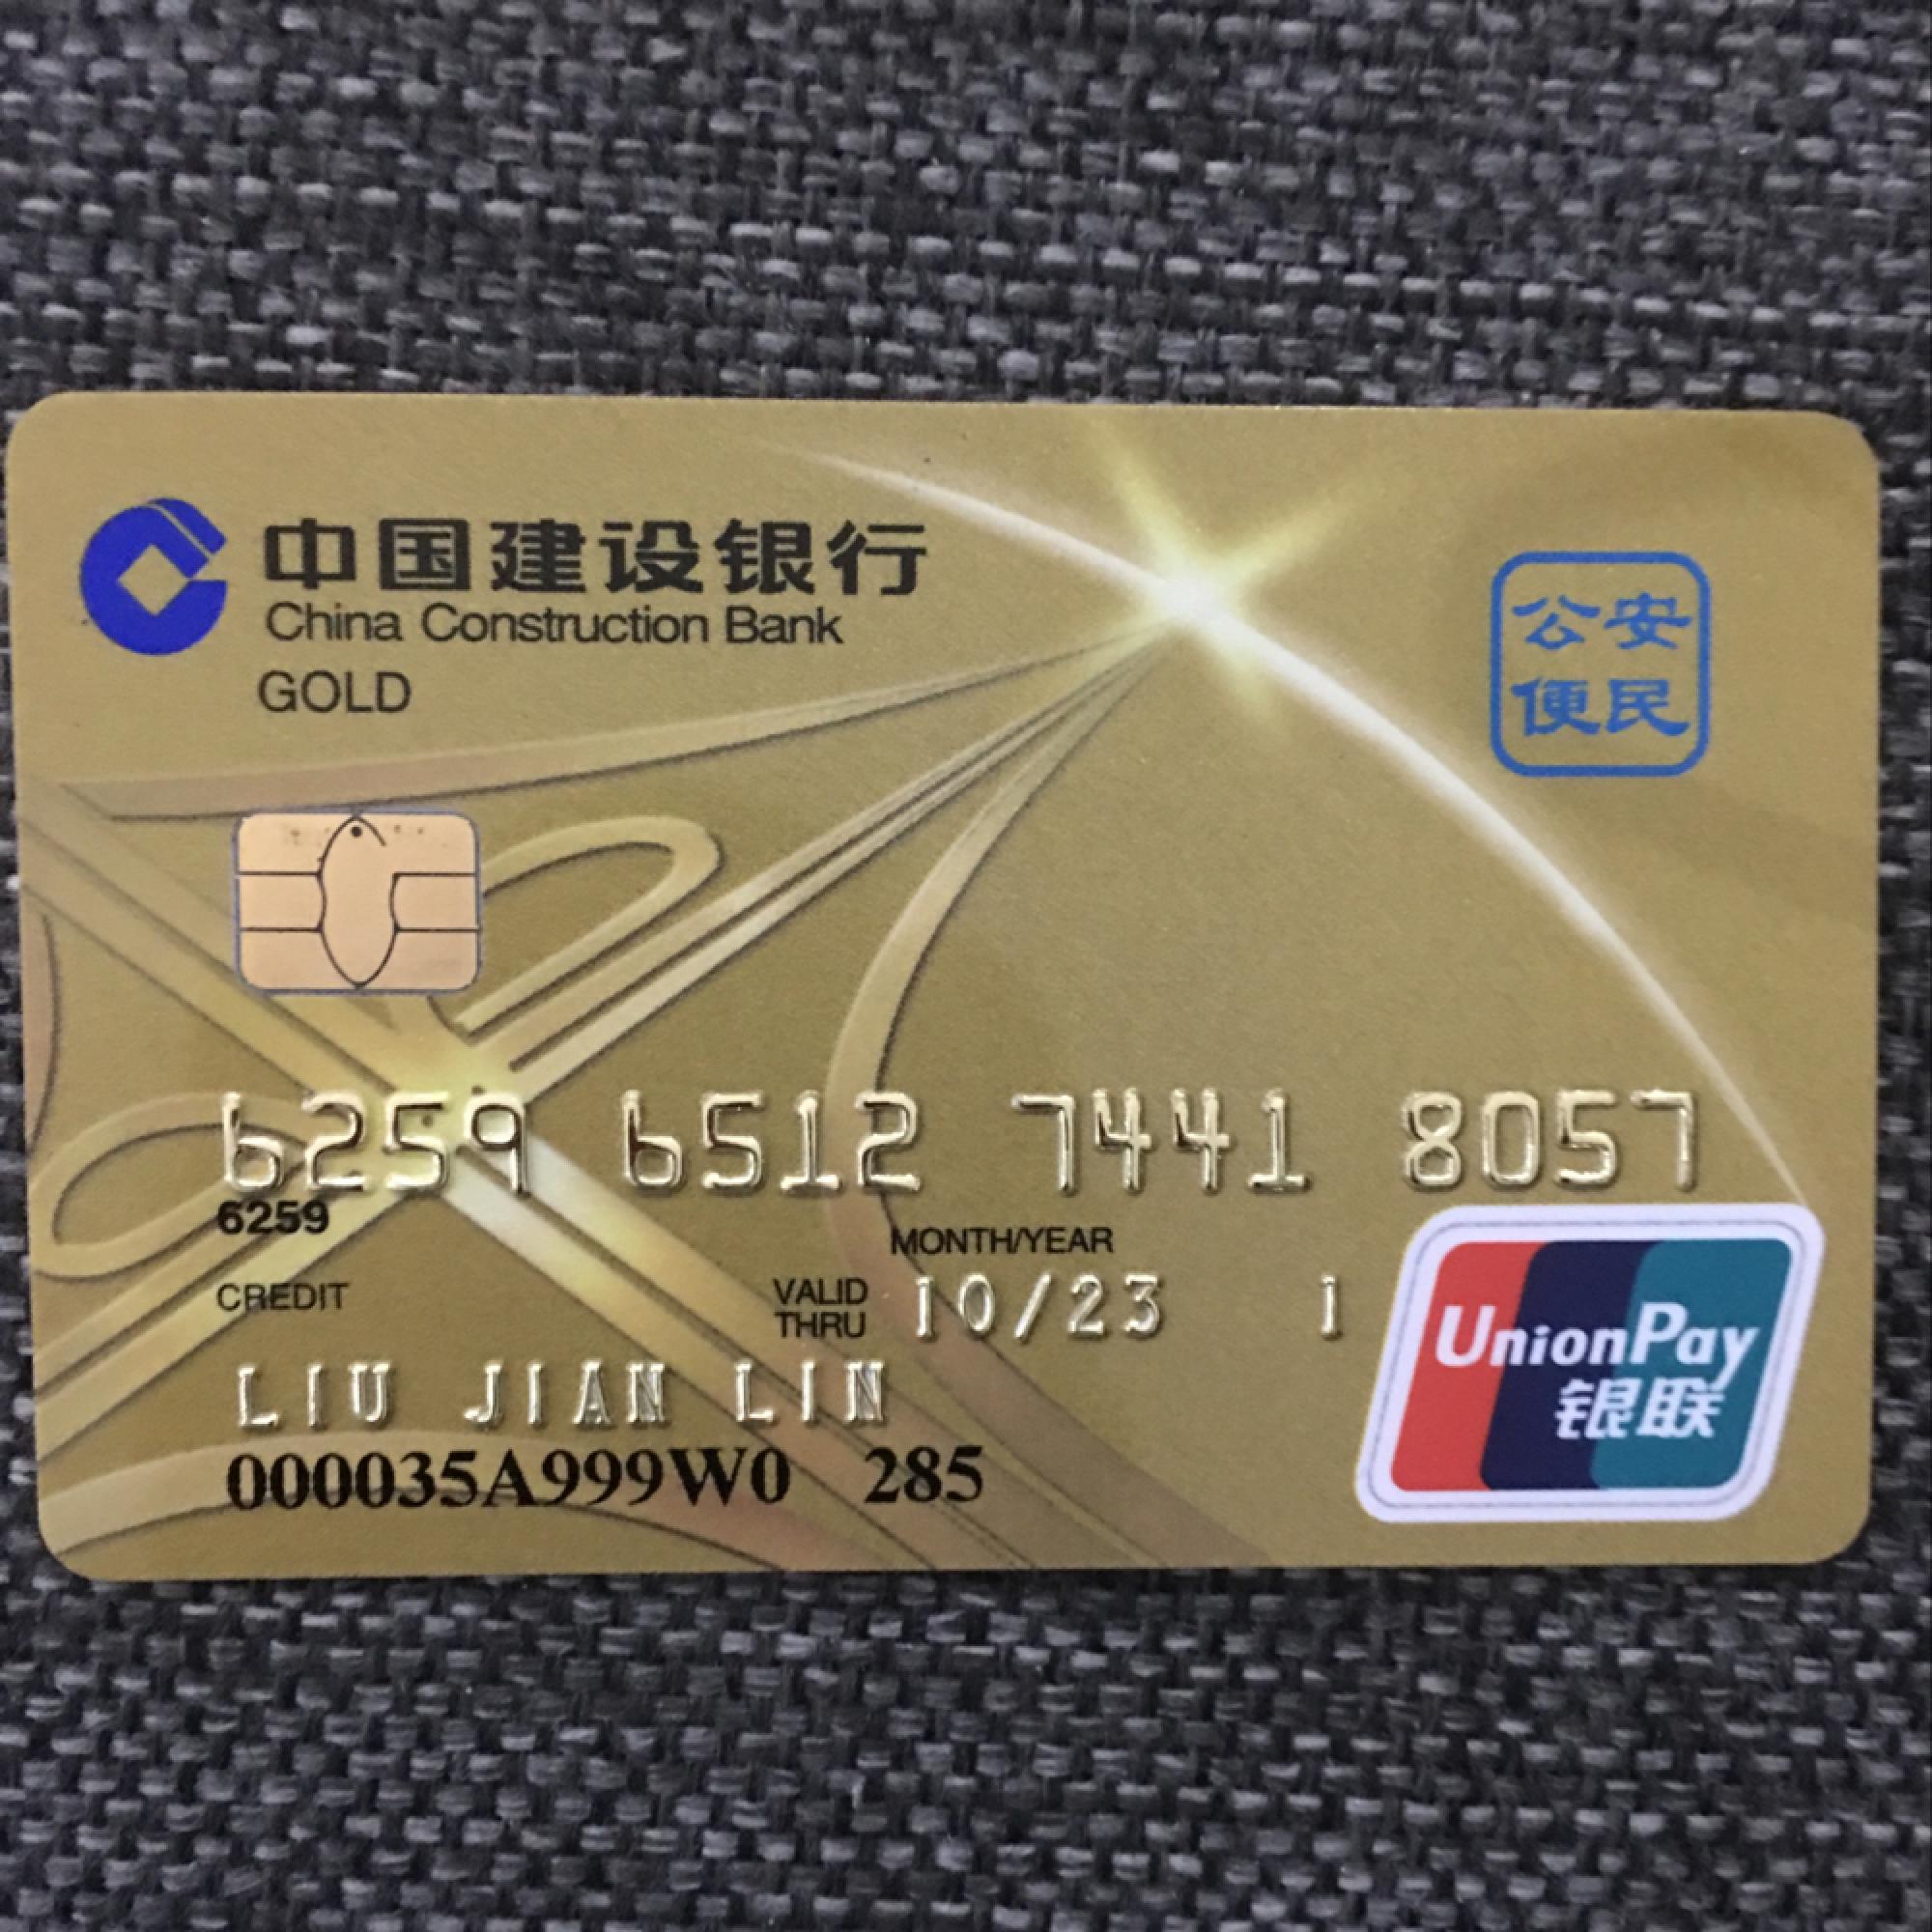 中国建设银行
China Construction Bank
GOLD
公安
便民
6259 6512 7441 8057
6259
MONTH/YEAR
CREDIT
VALID THRU 10/23 1
LIU JIAN LIN
000035A999W0 285
UnionPay
银联